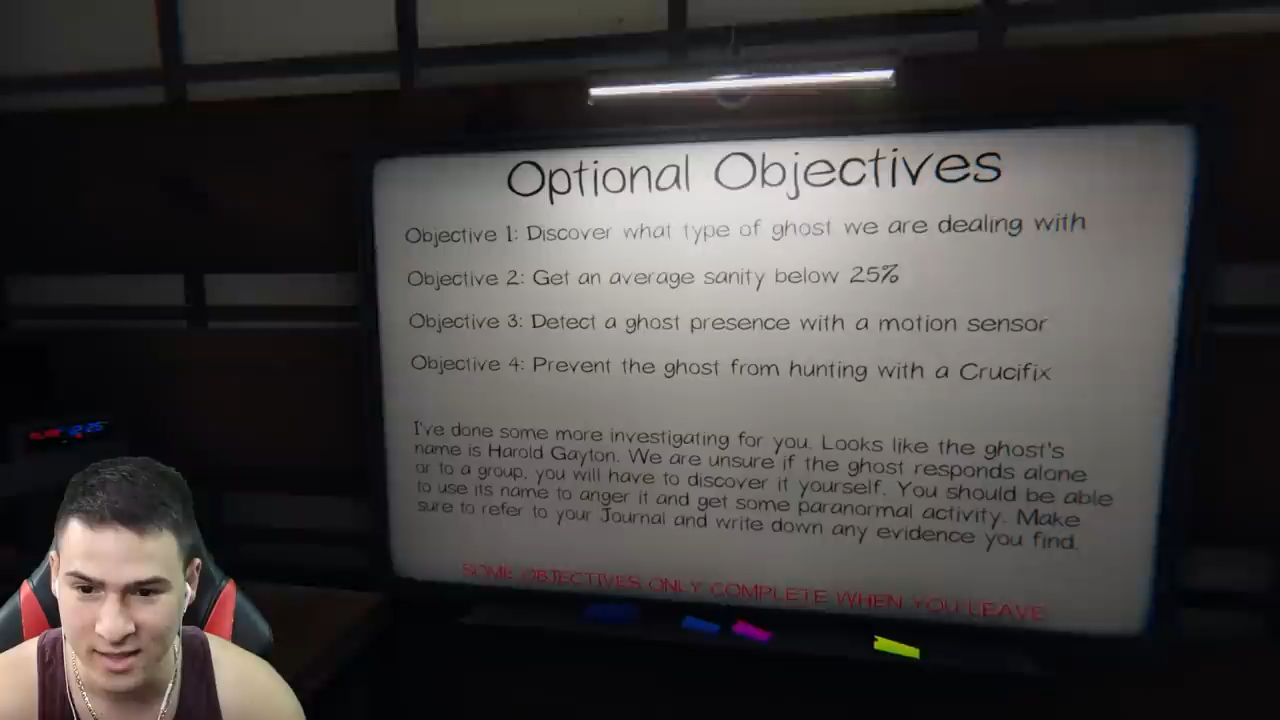 Optional Objectives
Objective 1: Discover what type of ghost we are dealing with
Objective 2: Get an average sanity below 25%
Objective 3: Detect a ghost presence with a motion sensor
Objective 4: Prevent the ghost from hunting with a Crucifix
I've done some more investigating for you. Looks like the ghost's
name is Harold Gayton. We are unsure if the ghost responds alone
or to a group, you will have to discover it yourself. You should be able
to use its name to anger it and get some paranormal activity. Make
sure to refer to your Journal and write down any evidence you find.
SOME OBJECTIVES ONLY COMPLETE WHEN YOU LEAVE